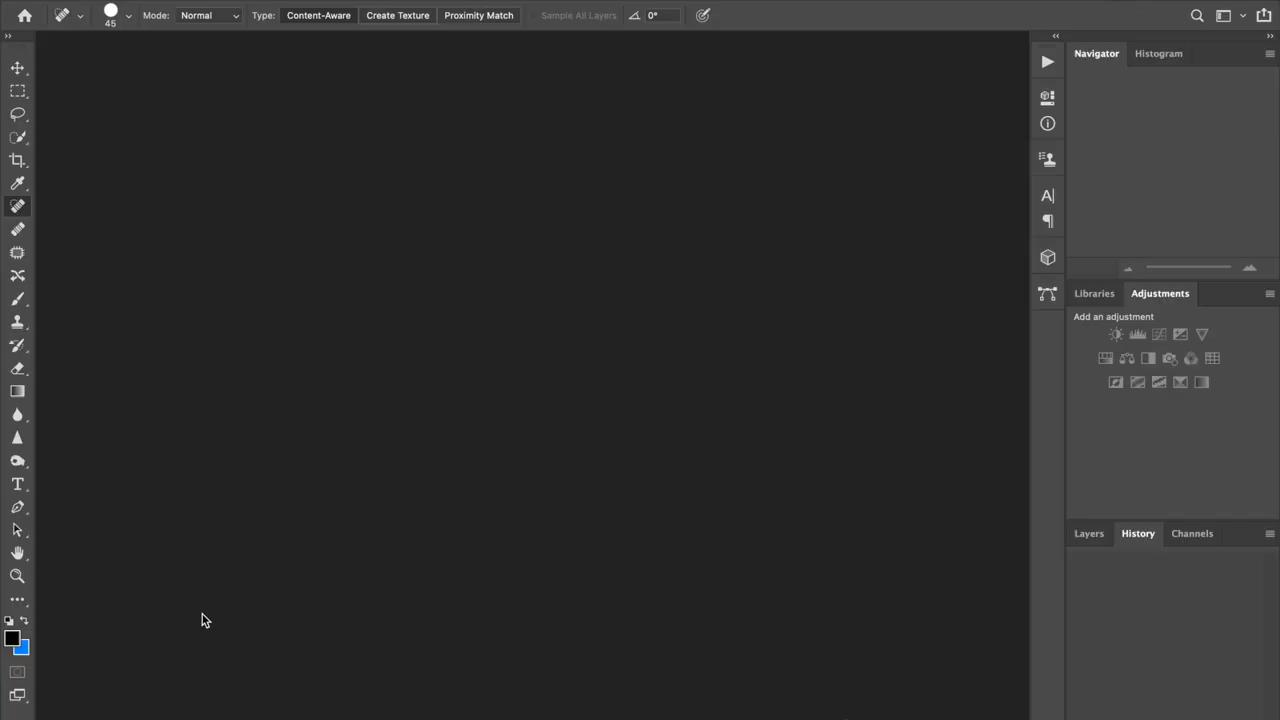 Mode: Normal Type: Content-Aware Create Texture Proximity Match Sample All Layers 0°
45
Navigator Histogram
Libraries Adjustments
Add an adjustment
Layers History Channels